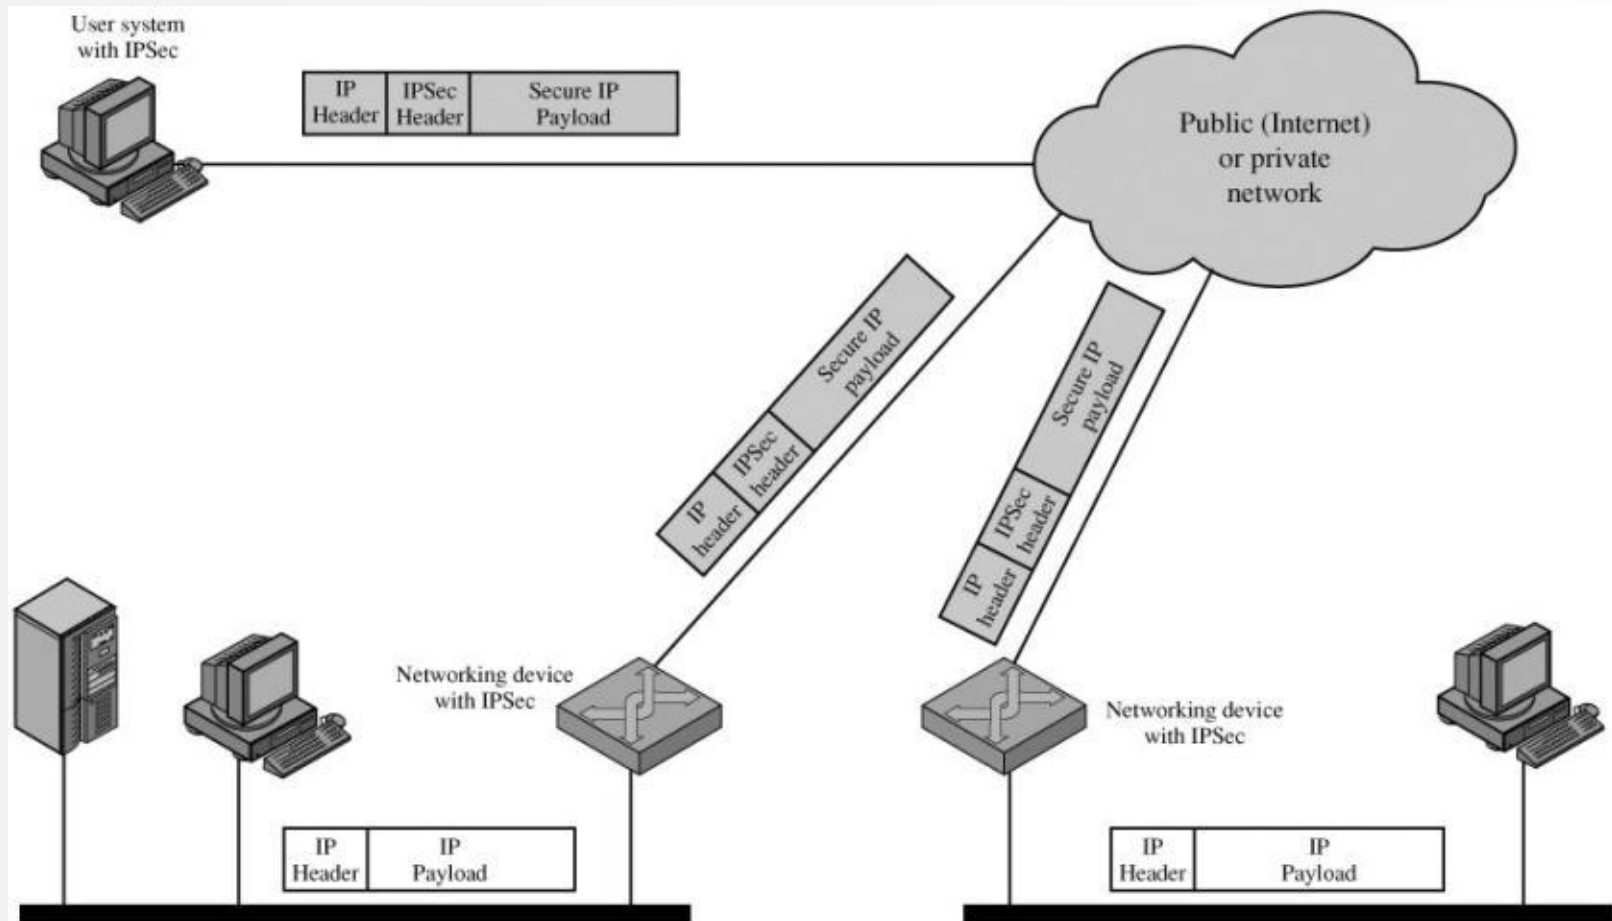 User system
with IPSec
IP
Header
IPSec
Header
Secure IP
Payload
Public (Internet)
or private
network
IP
header
IPSec
header
Secure IP
payload
IP
header
IPSec
header
Secure IP
payload
Networking device
with IPSec
Networking device
with IPSec
IP
Header
IP
Payload
IP
Header
IP
Payload